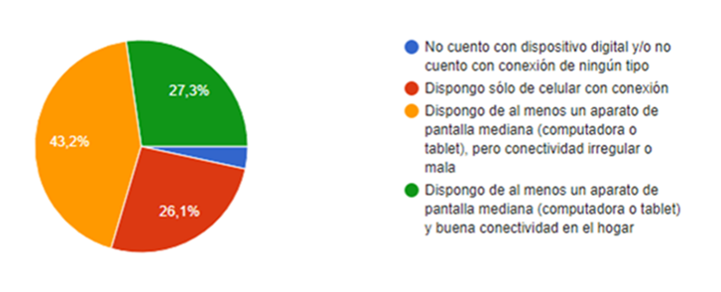 27,3%
43,2%
26,1%
No cuento con dispositivo digital y/o no
cuento con conexión de ningún tipo
Dispongo sólo de celular con conexión
Dispongo de al menos un aparato de
pantalla mediana (computadora o
tablet), pero conectividad irregular o
mala
Dispongo de al menos un aparato de
pantalla mediana (computadora o tablet)
y buena conectividad en el hogar